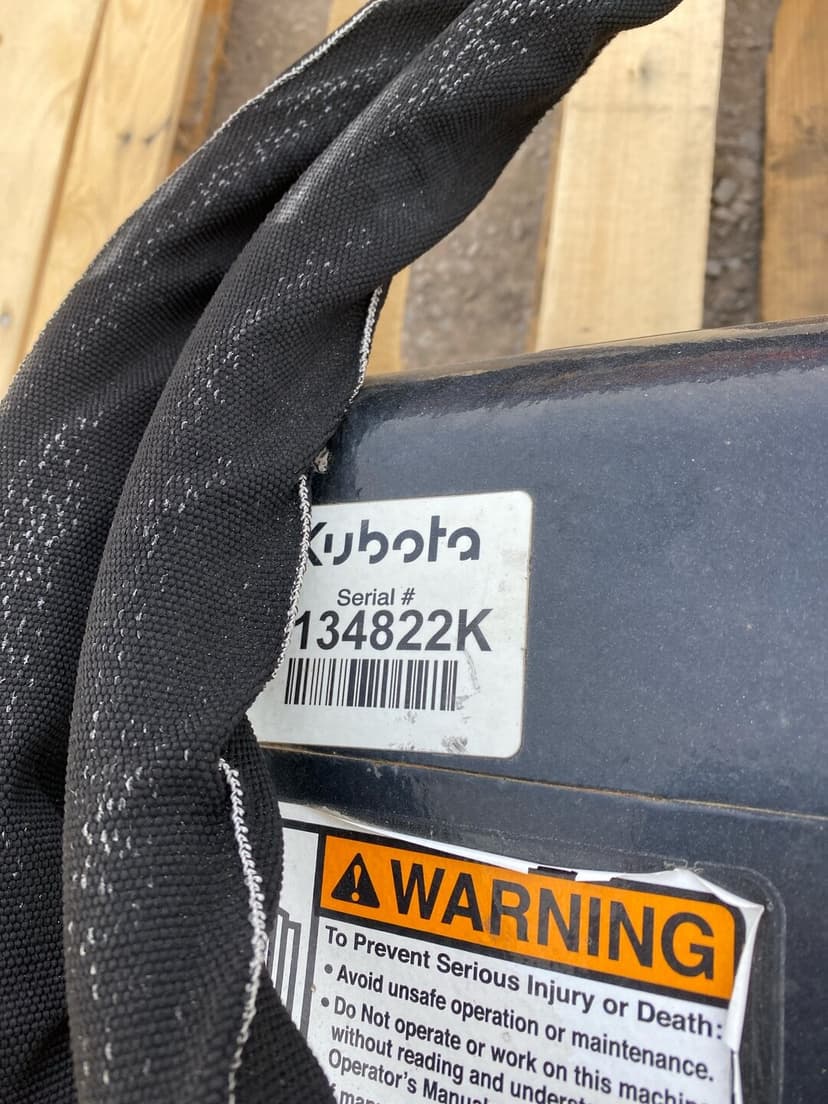 Kubota
Serial #
134822K
WARNING
To Prevent Serious Injury or Death:
• Avoid unsafe operation or maintenance.
• Do Not operate or work on this machine
without reading and
Operator's Manual